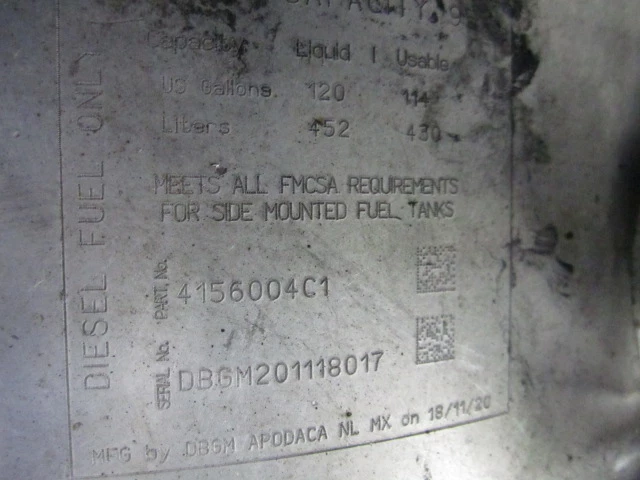 CAPACITY
Capacity Liquid | Usable
US Gallons 120 114
Liters 452 430
MEETS ALL FMCSA REQUIREMENTS
FOR SIDE MOUNTED FUEL TANKS
PART. No. 4156004C1
SERIAL No. DBGM201118017
MFG by DBGM APODACA NL MX on 18/11/20
DIESEL FUEL ONLY